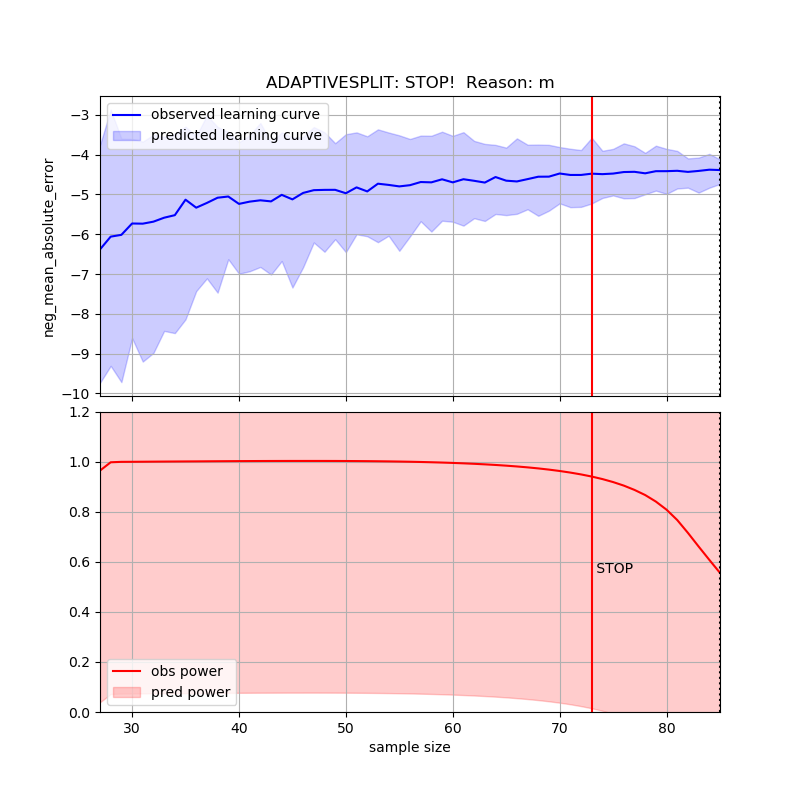 ADAPTIVESPLIT: STOP!  Reason: m
neg_mean_absolute_error
−3
−4
−5
−6
−7
−8
−9
−10
observed learning curve
predicted learning curve
1.2
1.0
0.8
0.6
0.4
0.2
0.0
STOP
obs power
pred power
30 40 50 60 70 80
sample size